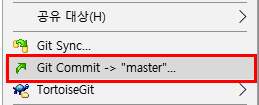 공유 대상(H)
Git Sync...
Git Commit -> "master"...
TortoiseGit